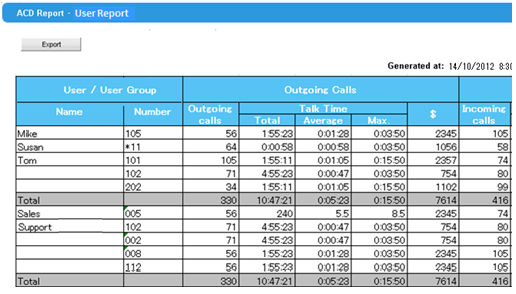 ACD Report - User Report
Export
Generated at: 14/10/2012 8:30
User / User Group Outgoing Calls
Name Number Outgoing calls Talk Time $ Incoming calls
Total Average Max.
Mike 105 56 1:55:23 0:01:28 0:03:50 2345 105
Susan *11 64 0:00:58 0:00:58 0:03:50 1056 58
Tom 101 105 1:55:11 0:01:05 0:15:50 2357 74
102 71 4:55:23 0:00:47 0:03:50 754 80
202 34 1:55:11 0:01:05 0:15:50 1102 99
Total 330 10:47:21 0:05:23 0:15:50 7614 416
Sales 005 56 240 5.5 8.5 2345 74
Support 102 71 4:55:23 0:00:47 0:03:50 754 80
002 71 4:55:23 0:00:47 0:03:50 754 80
008 56 1:55:23 0:01:28 0:03:50 2345 105
112 56 1:55:23 0:01:28 0:03:50 2345 105
Total 330 10:47:21 0:05:23 0:15:50 7614 416